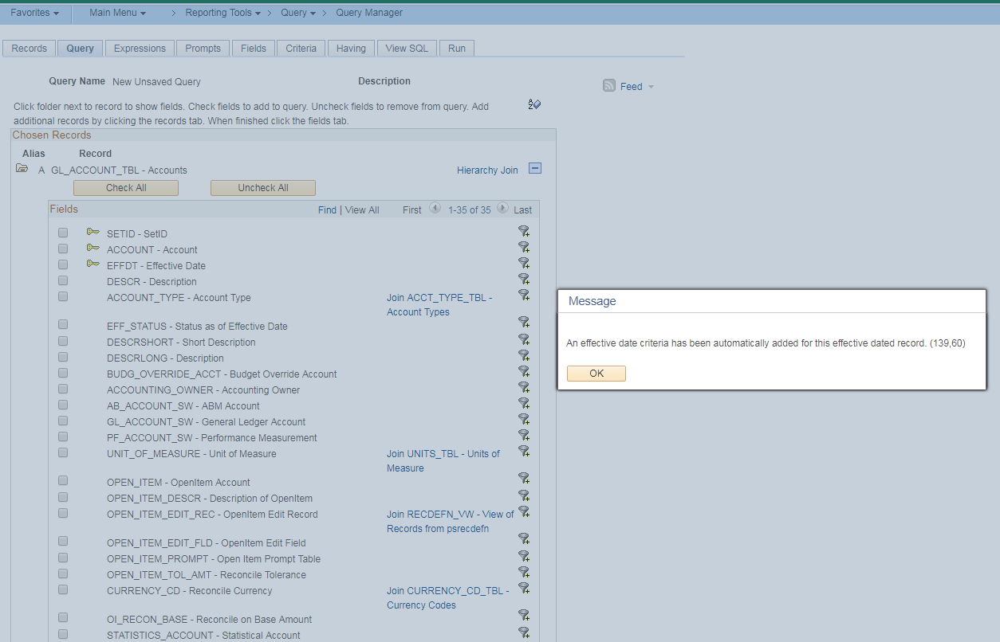 Favorites Main Menu > Reporting Tools > Query > Query Manager
Records Query Expressions Prompts Fields Criteria Having View SQL Run
Query Name New Unsaved Query Description
Feed
Click folder next to record to show fields. Check fields to add to query. Uncheck fields to remove from query. Add
additional records by clicking the records tab. When finished click the fields tab.
Chosen Records
Alias Record
A GL_ACCOUNT_TBL - Accounts Hierarchy Join
Check All Uncheck All
Fields Find | View All First 1-35 of 35 Last
SETID - SetID
ACCOUNT - Account
EFFDT - Effective Date
DESCR - Description
ACCOUNT_TYPE - Account Type Join ACCT_TYPE_TBL -
Account Types
EFF_STATUS - Status as of Effective Date
DESCRSHORT - Short Description
DESCRLONG - Description
BUDG_OVERRIDE_ACCT - Budget Override Account
ACCOUNTING_OWNER - Accounting Owner
AB_ACCOUNT_SW - ABM Account
GL_ACCOUNT_SW - General Ledger Account
PF_ACCOUNT_SW - Performance Measurement
UNIT_OF_MEASURE - Unit of Measure Join UNITS_TBL - Units of
Measure
OPEN_ITEM - OpenItem Account
OPEN_ITEM_DESCR - Description of OpenItem
OPEN_ITEM_EDIT_REC - OpenItem Edit Record Join RECDEFN_VW - View of
Records from psrecdefn
OPEN_ITEM_EDIT_FLD - OpenItem Edit Field
OPEN_ITEM_PROMPT - Open Item Prompt Table
OPEN_ITEM_TOL_AMT - Reconcile Tolerance
CURRENCY_CD - Reconcile Currency Join CURRENCY_CD_TBL -
Currency Codes
OI_RECON_BASE - Reconcile on Base Amount
STATISTICS_ACCOUNT - Statistical Account
Message
An effective date criteria has been automatically added for this effective dated record. (139,60)
OK